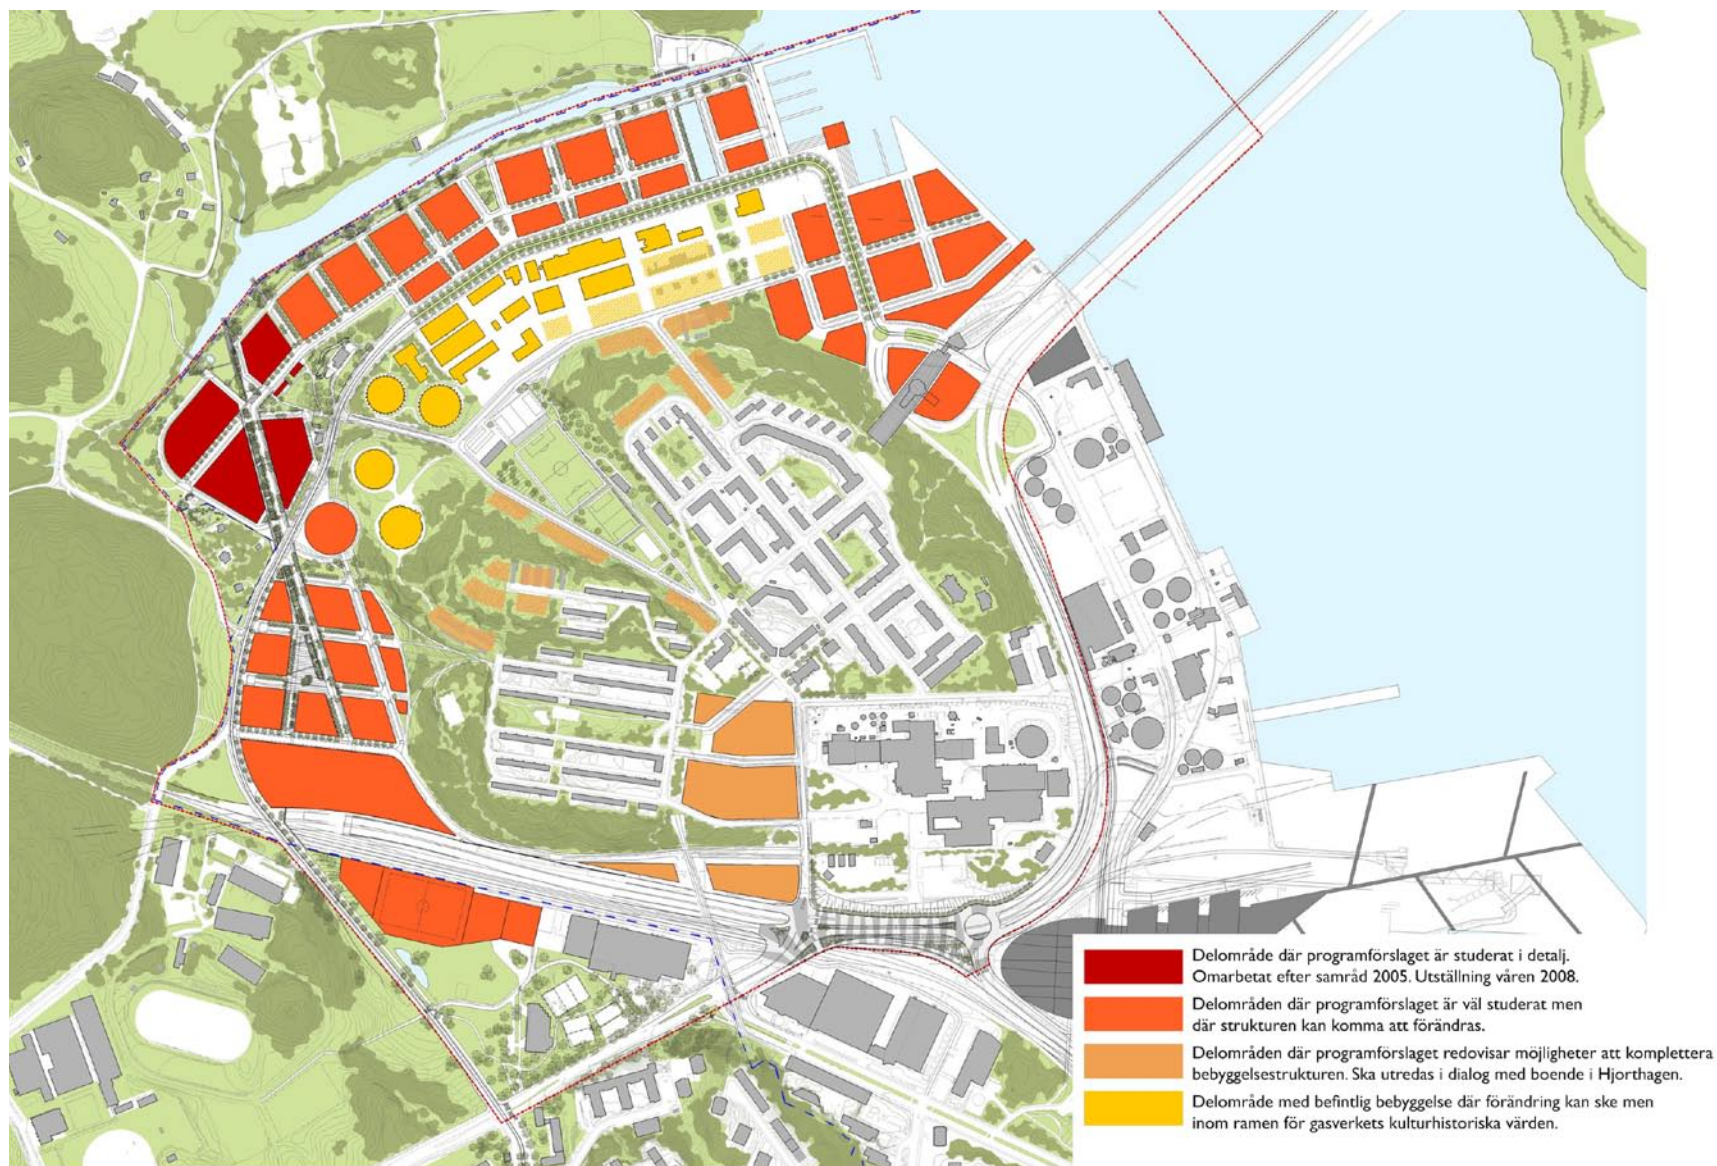 Delområde där programförslaget är studerat i detalj.
Omarbetat efter samråd 2005. Utställning våren 2008.
Delområden där programförslaget är väl studerat men
där strukturen kan komma att förändras.
Delområden där programförslaget redovisar möjligheter att komplettera
bebyggelsestrukturen. Ska utredas i dialog med boende i Hjorthagen.
Delområde med befintlig bebyggelse där förändring kan ske men
inom ramen för gasverkets kulturhistoriska värden.